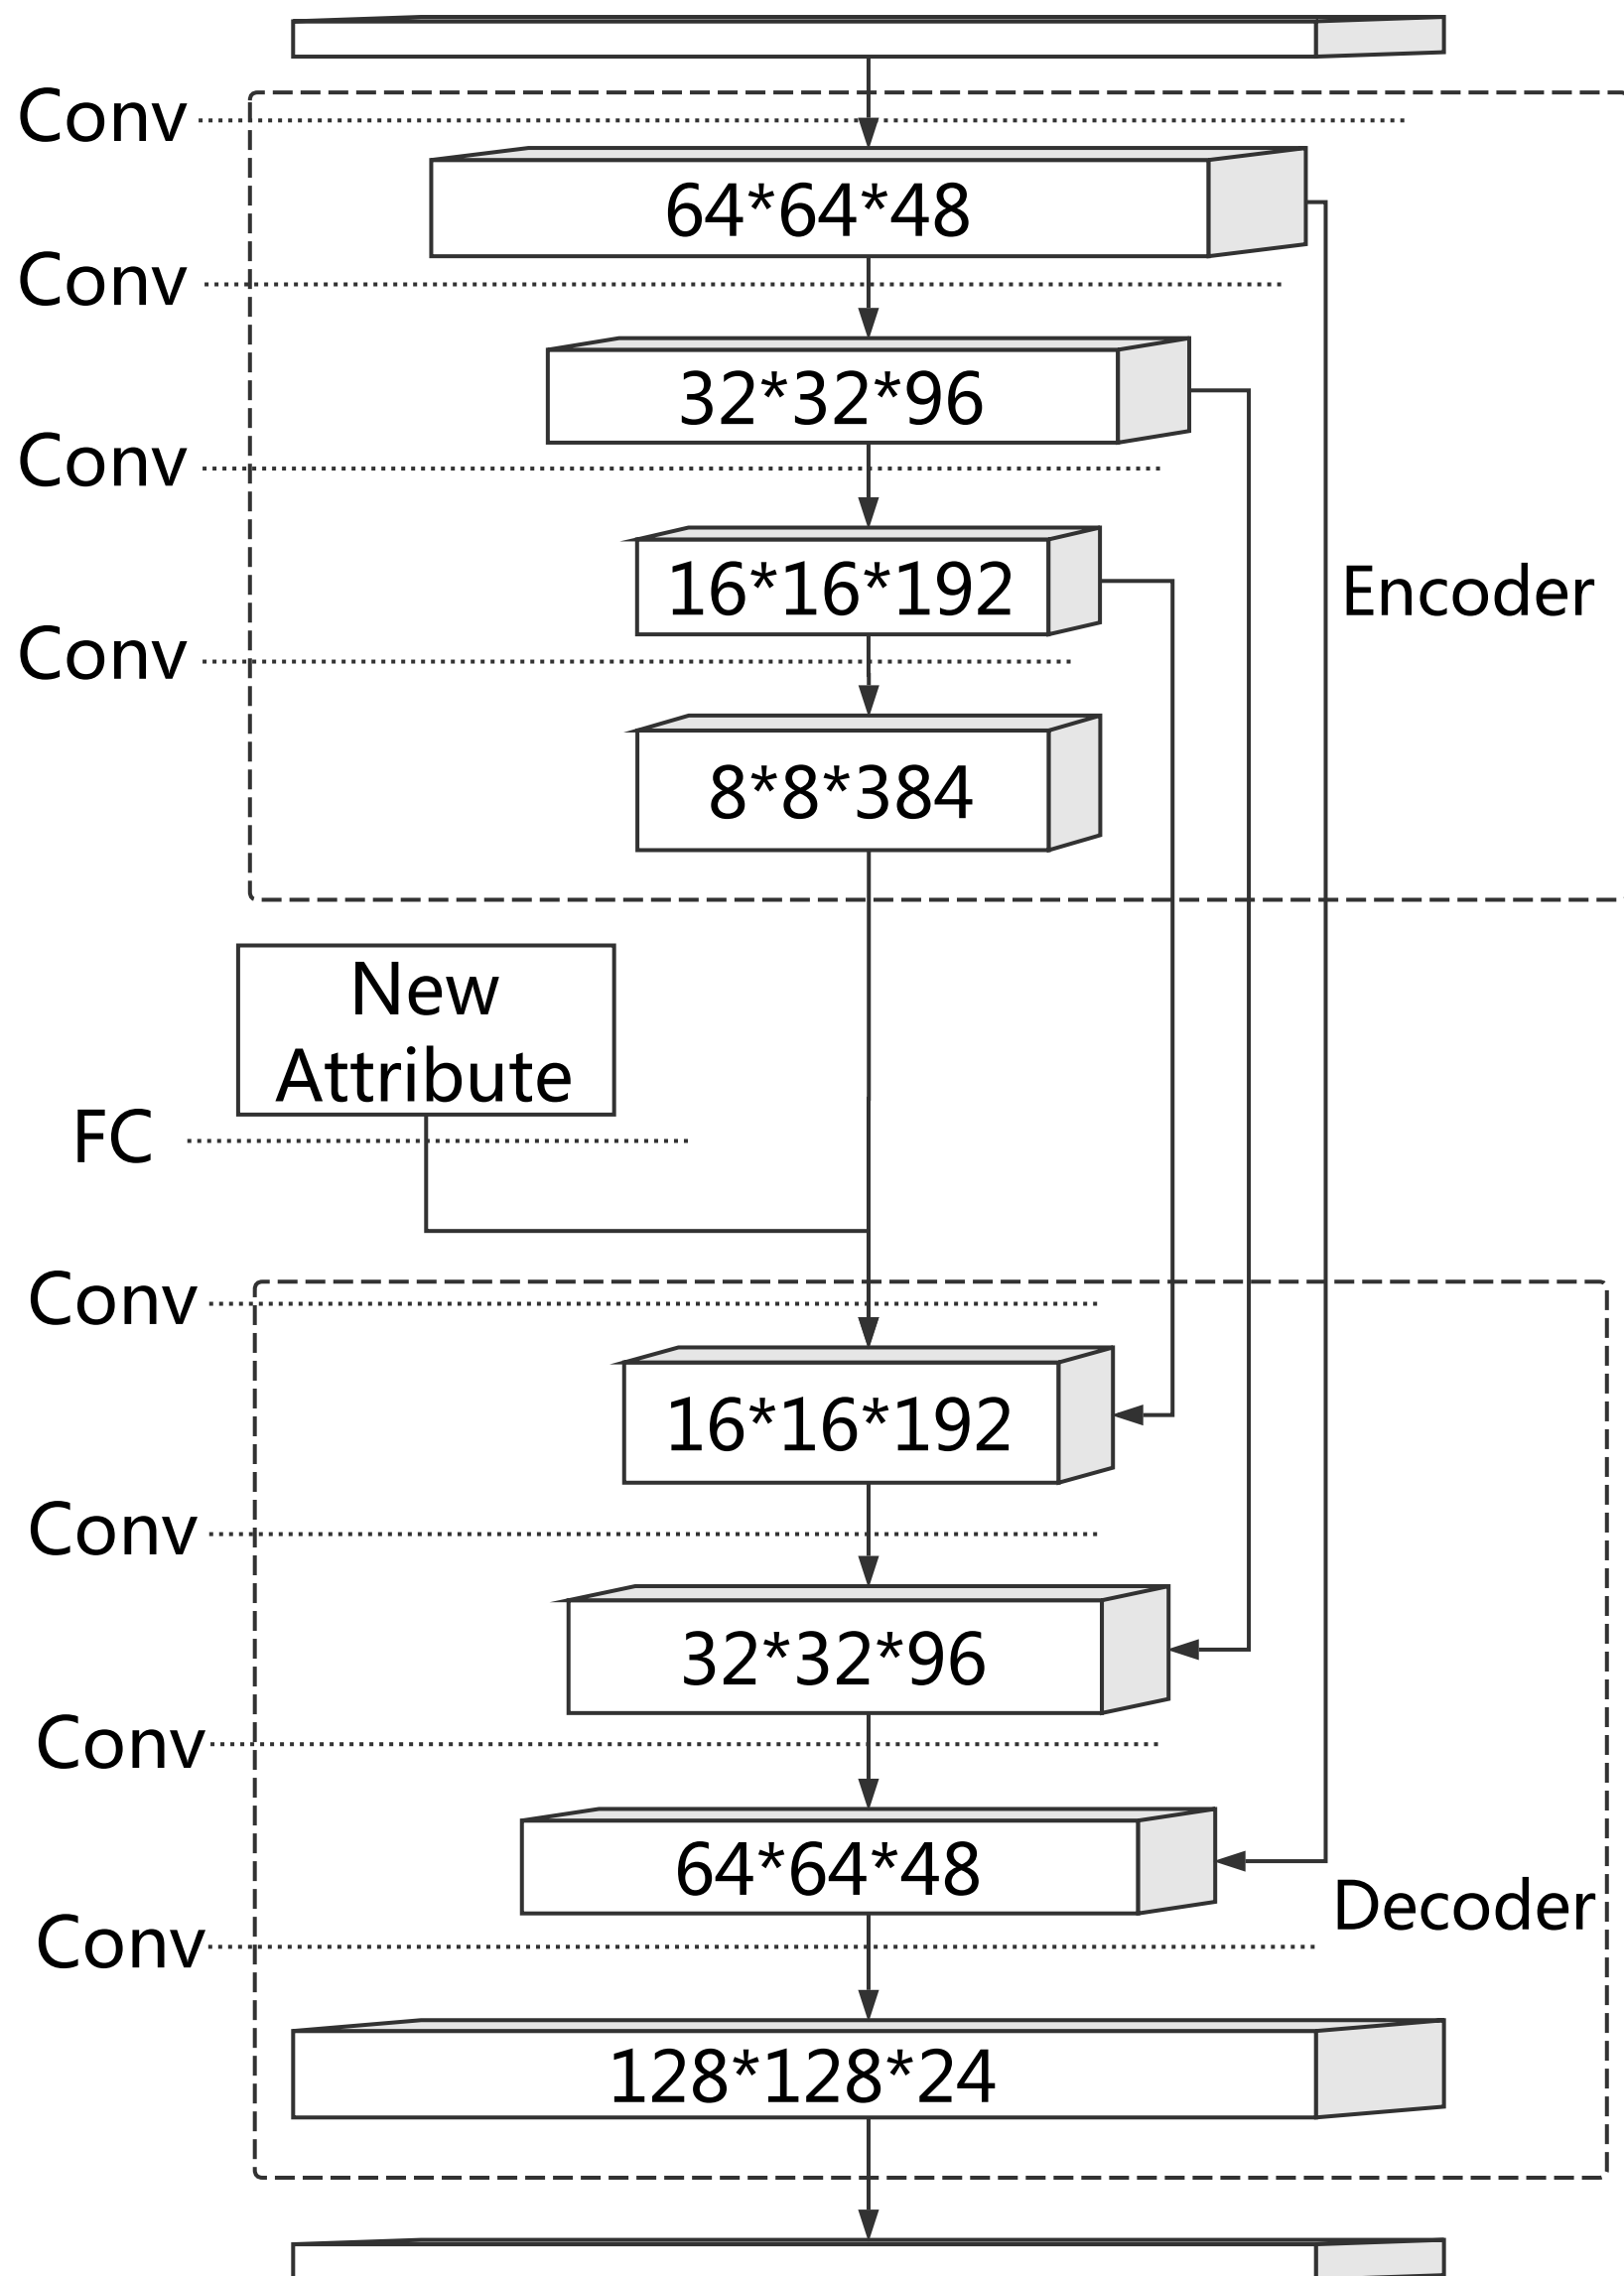 Conv
64*64*48
Conv
32*32*96
Conv
16*16*192
Encoder
Conv
8*8*384
New
Attribute
FC
Conv
16*16*192
Conv
32*32*96
Conv
64*64*48
Decoder
Conv
128*128*24